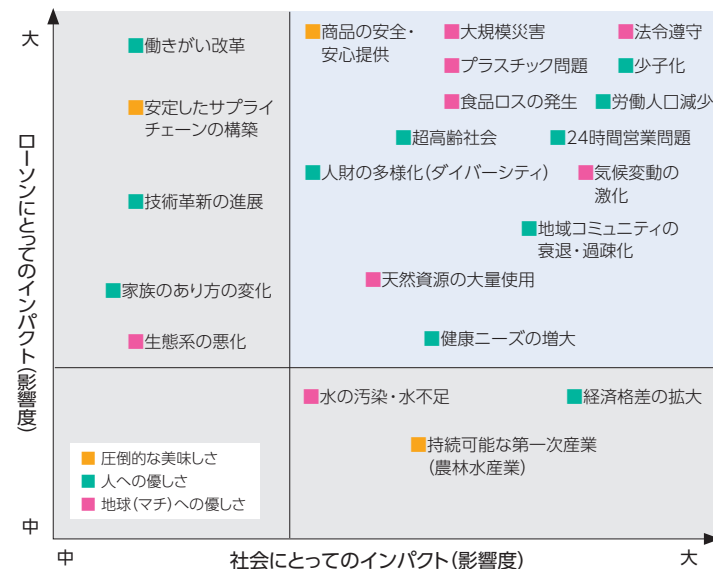 大
ローソンにとってのインパクト(影響度)
中
■働きがい改革
■安定したサプライ
チェーンの構築
■技術革新の進展
■家族のあり方の変化
■生態系の悪化
■商品の安全・
安心提供
■大規模災害
■法令遵守
■プラスチック問題
■少子化
■食品ロスの発生
■労働人口減少
■超高齢社会
■24時間営業問題
■人財の多様化(ダイバーシティ)
■気候変動の
激化
■地域コミュニティの
衰退・過疎化
■天然資源の大量使用
■健康ニーズの増大
■水の汚染・水不足
■経済格差の拡大
■持続可能な第一次産業
(農林水産業)
■圧倒的な美味しさ
■人への優しさ
■地球(マチ)への優しさ
中
社会にとってのインパクト(影響度)
大